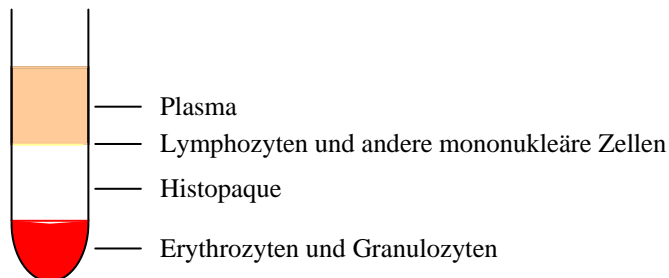 Plasma
Lymphozyten und andere mononukleäre Zellen
Histopaque
Erythrozyten und Granulozyten